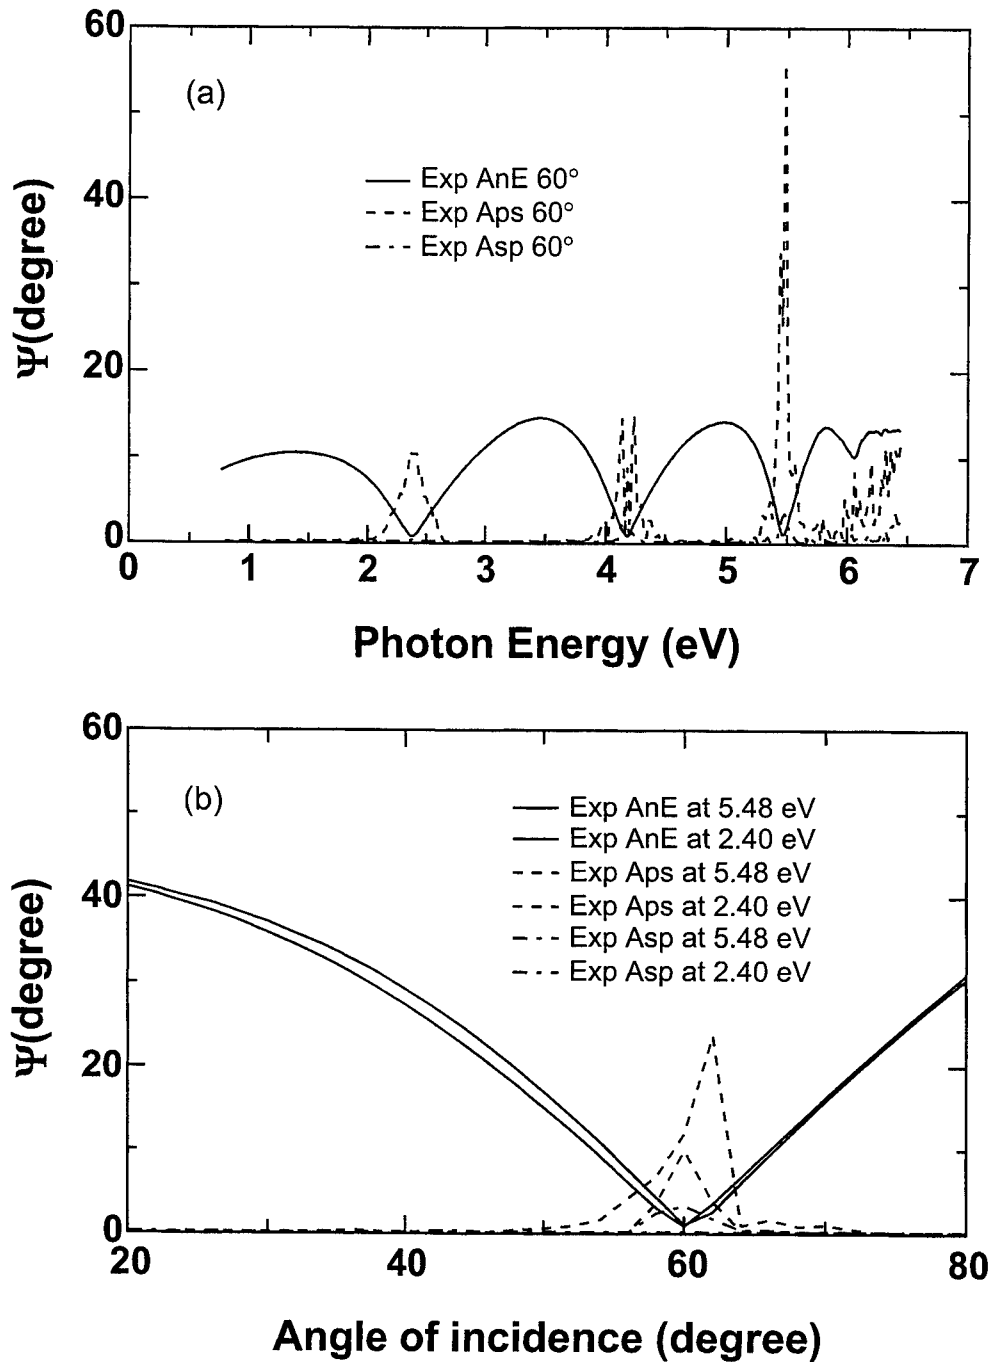 60
(a)
Exp AnE 60°
Exp Aps 60°
Exp Asp 60°
40
20
0
Ψ(degree)
0 1 2 3 4 5 6 7
Photon Energy (eV)
60
(b)
Exp AnE at 5.48 eV
Exp AnE at 2.40 eV
Exp Aps at 5.48 eV
Exp Aps at 2.40 eV
Exp Asp at 5.48 eV
Exp Asp at 2.40 eV
40
20
0
Ψ(degree)
20 40 60 80
Angle of incidence (degree)